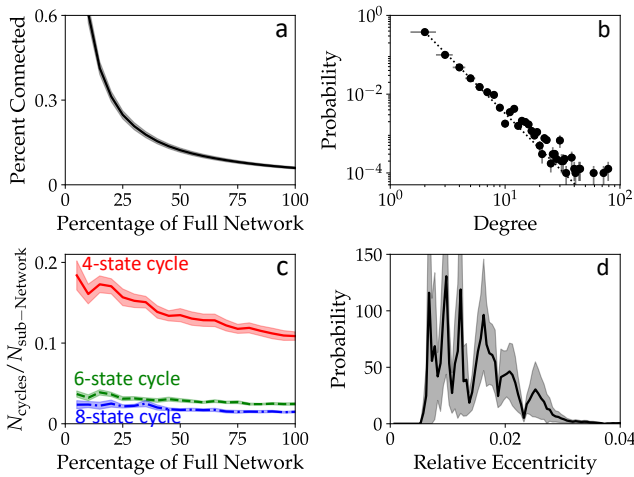 a
0.6
0.3
0
0
25
50
75
100
Percent Connected
Percentage of Full Network
b
10^0
10^-2
10^-4
10^0
10^1
10^2
Probability
Degree
c
4-state cycle
6-state cycle
8-state cycle
0.2
0.1
0.0
0
25
50
75
100
N_cycles/N_sub−Network
Percentage of Full Network
d
150
100
50
0
0
0.02
0.04
Probability
Relative Eccentricity